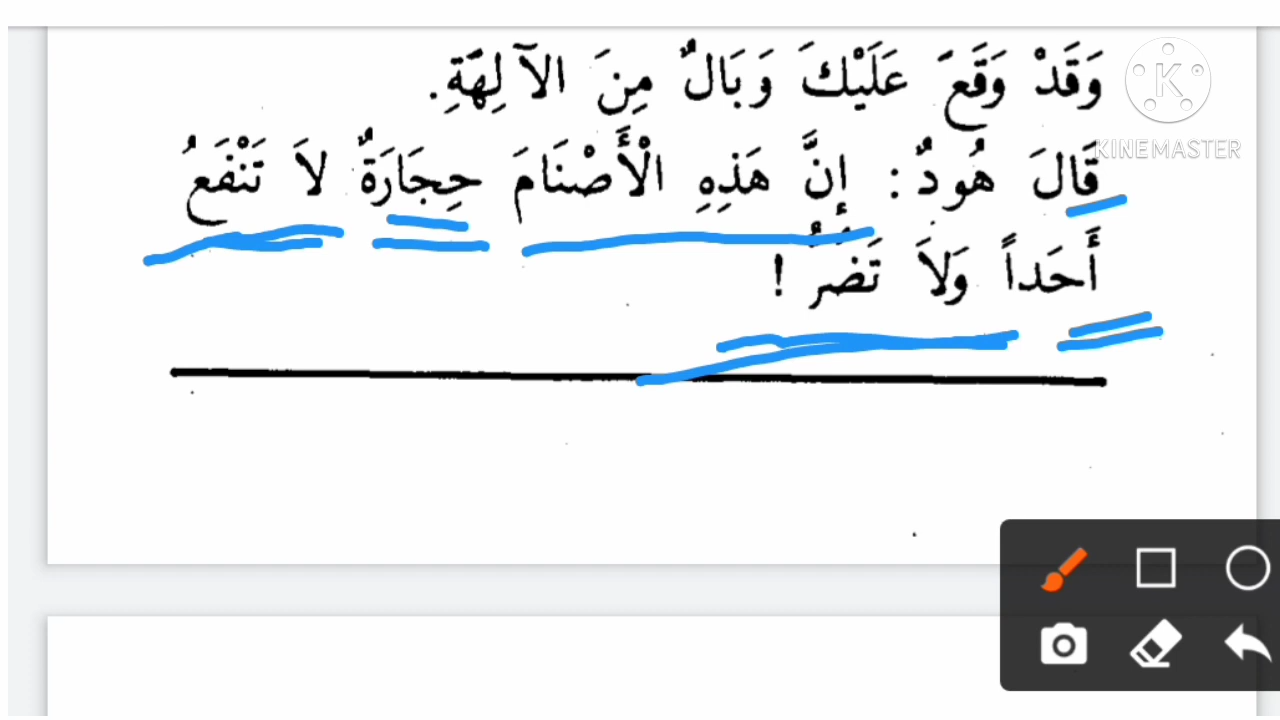 وَقَدْ وَقَعَ عَلَيْكَ وَبَالٌ مِنَ الآلِهَةِ.
K
KINEMASTER
قَالَ هُودٌ : إِنَّ هَذِهِ الْأَصْنَامَ حِجَارَةٌ لاَ تَنْفَعُ
أَحَداً وَلاَ تَضُرُّ !